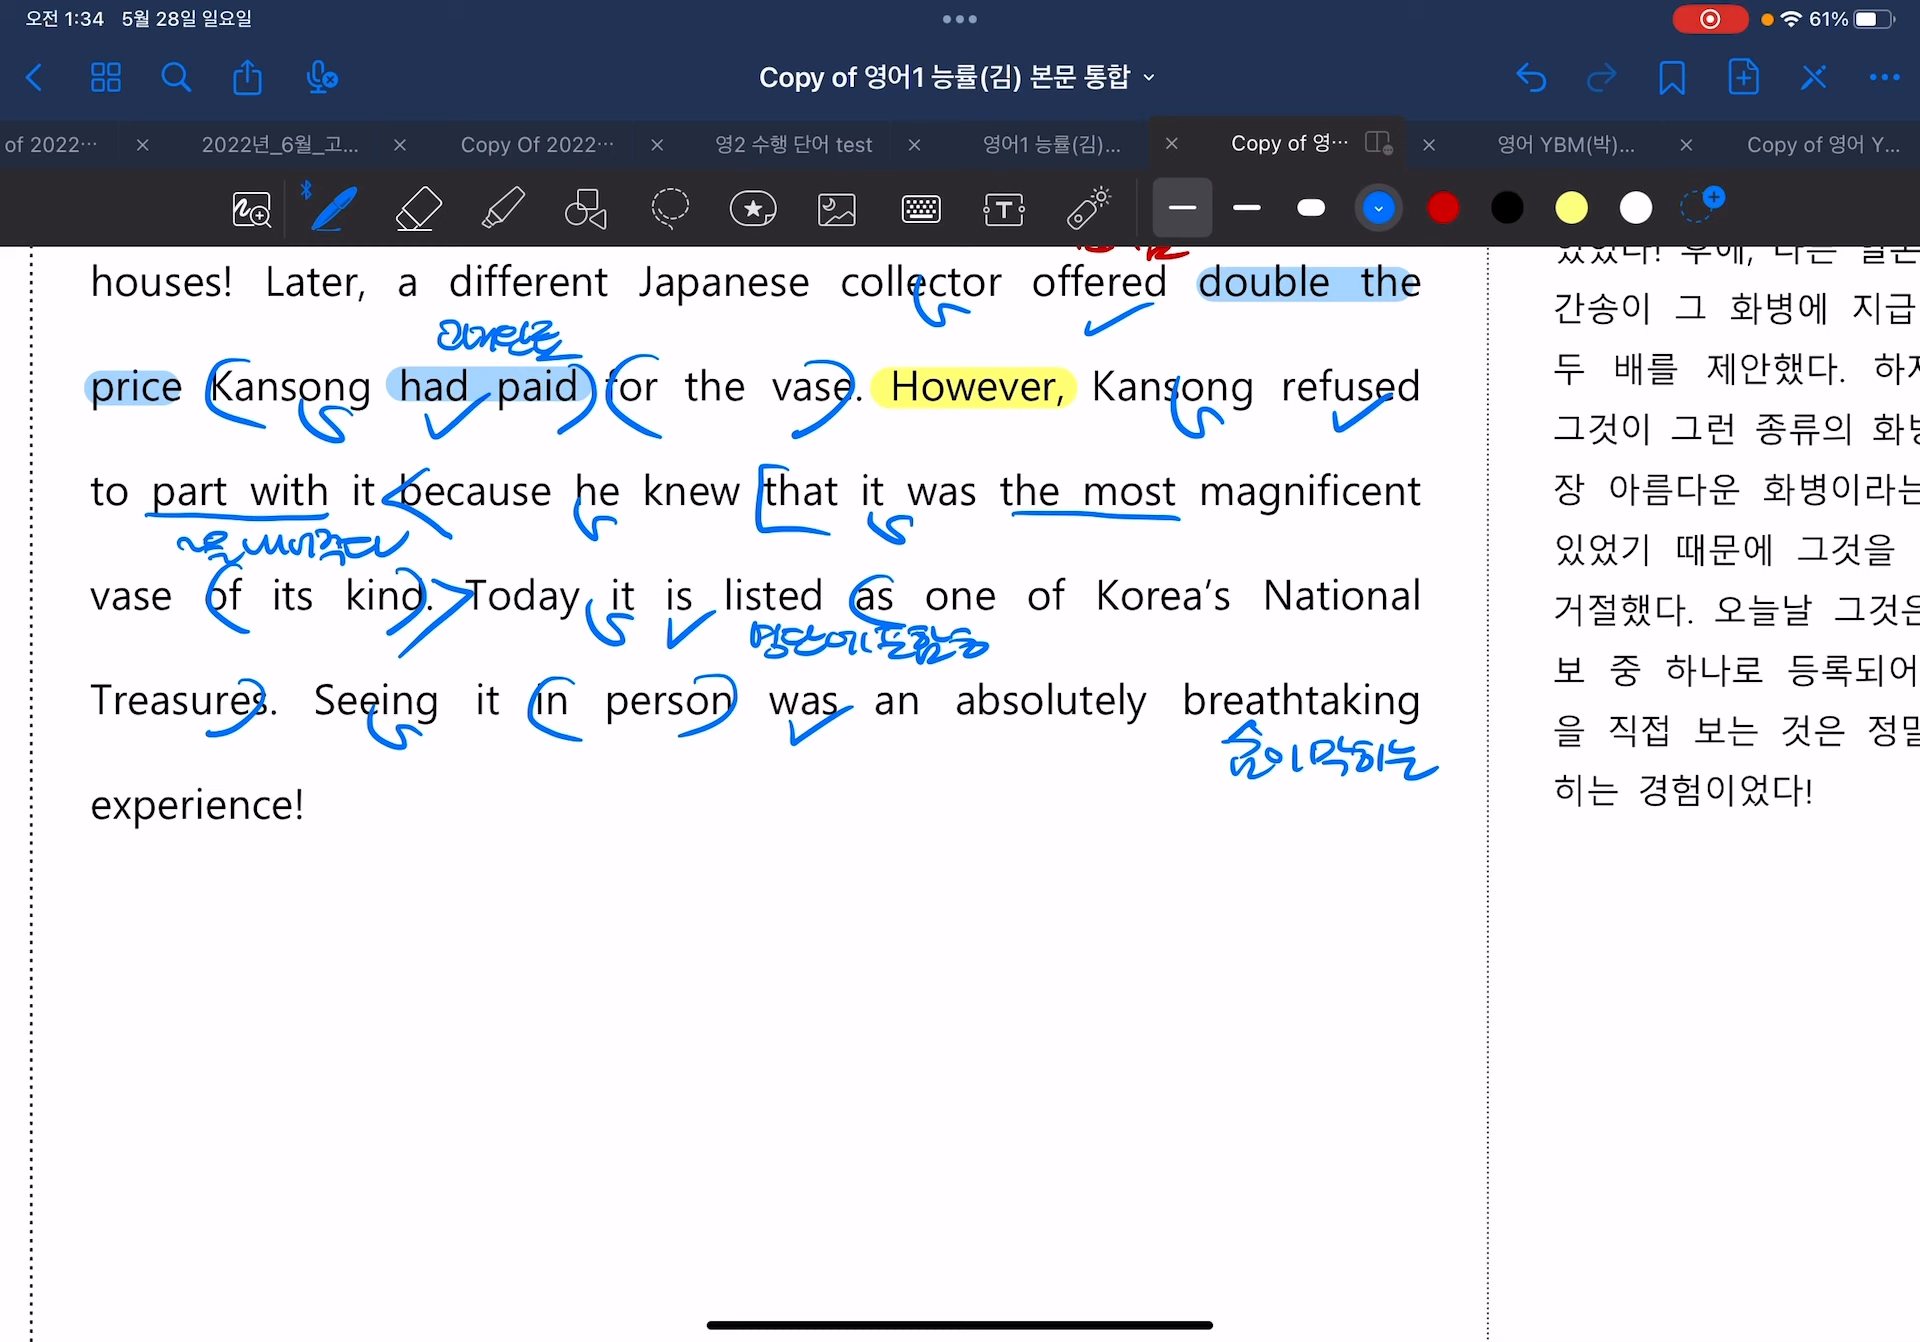 오전 1:34 5월 28일 일요일
61%
Copy of 영어1 능률(김) 본문 통합
of 2022…
2022년_6월_고...
Copy Of 2022…
영2 수행 단어 test
영어1 능률(김)...
Copy of 영…
영어 YBM(박)...
Copy of 영어 Y...
houses! Later, a different Japanese collector offered double the
price Kansong had paid for the vase. However, Kansong refused
to part with it because he knew that it was the most magnificent
~을 내어주다
vase of its kind. Today it is listed as one of Korea's National
명단에 포함
Treasures. Seeing it in person was an absolutely breathtaking
숨이 막히는
experience!
있었다! 후에, 다른
간송이 그 화병에 지급
두 배를 제안했다.
그것이 그런 종류의
장 아름다운 화병이라는
있었기 때문에 그것을
거절했다. 오늘날 그것은
보 중 하나로 등록되어
을 직접 보는 것은 정말
히는 경험이었다!